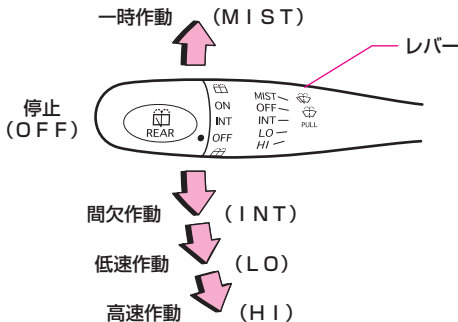 一時作動 (ＭＩＳＴ)
レバー
停止
(ＯＦＦ)
REAR
ON
INT
OFF
MIST
OFF
INT
LO
HI
PULL
間欠作動 (ＩＮＴ)
低速作動 (ＬＯ)
高速作動 (ＨＩ)